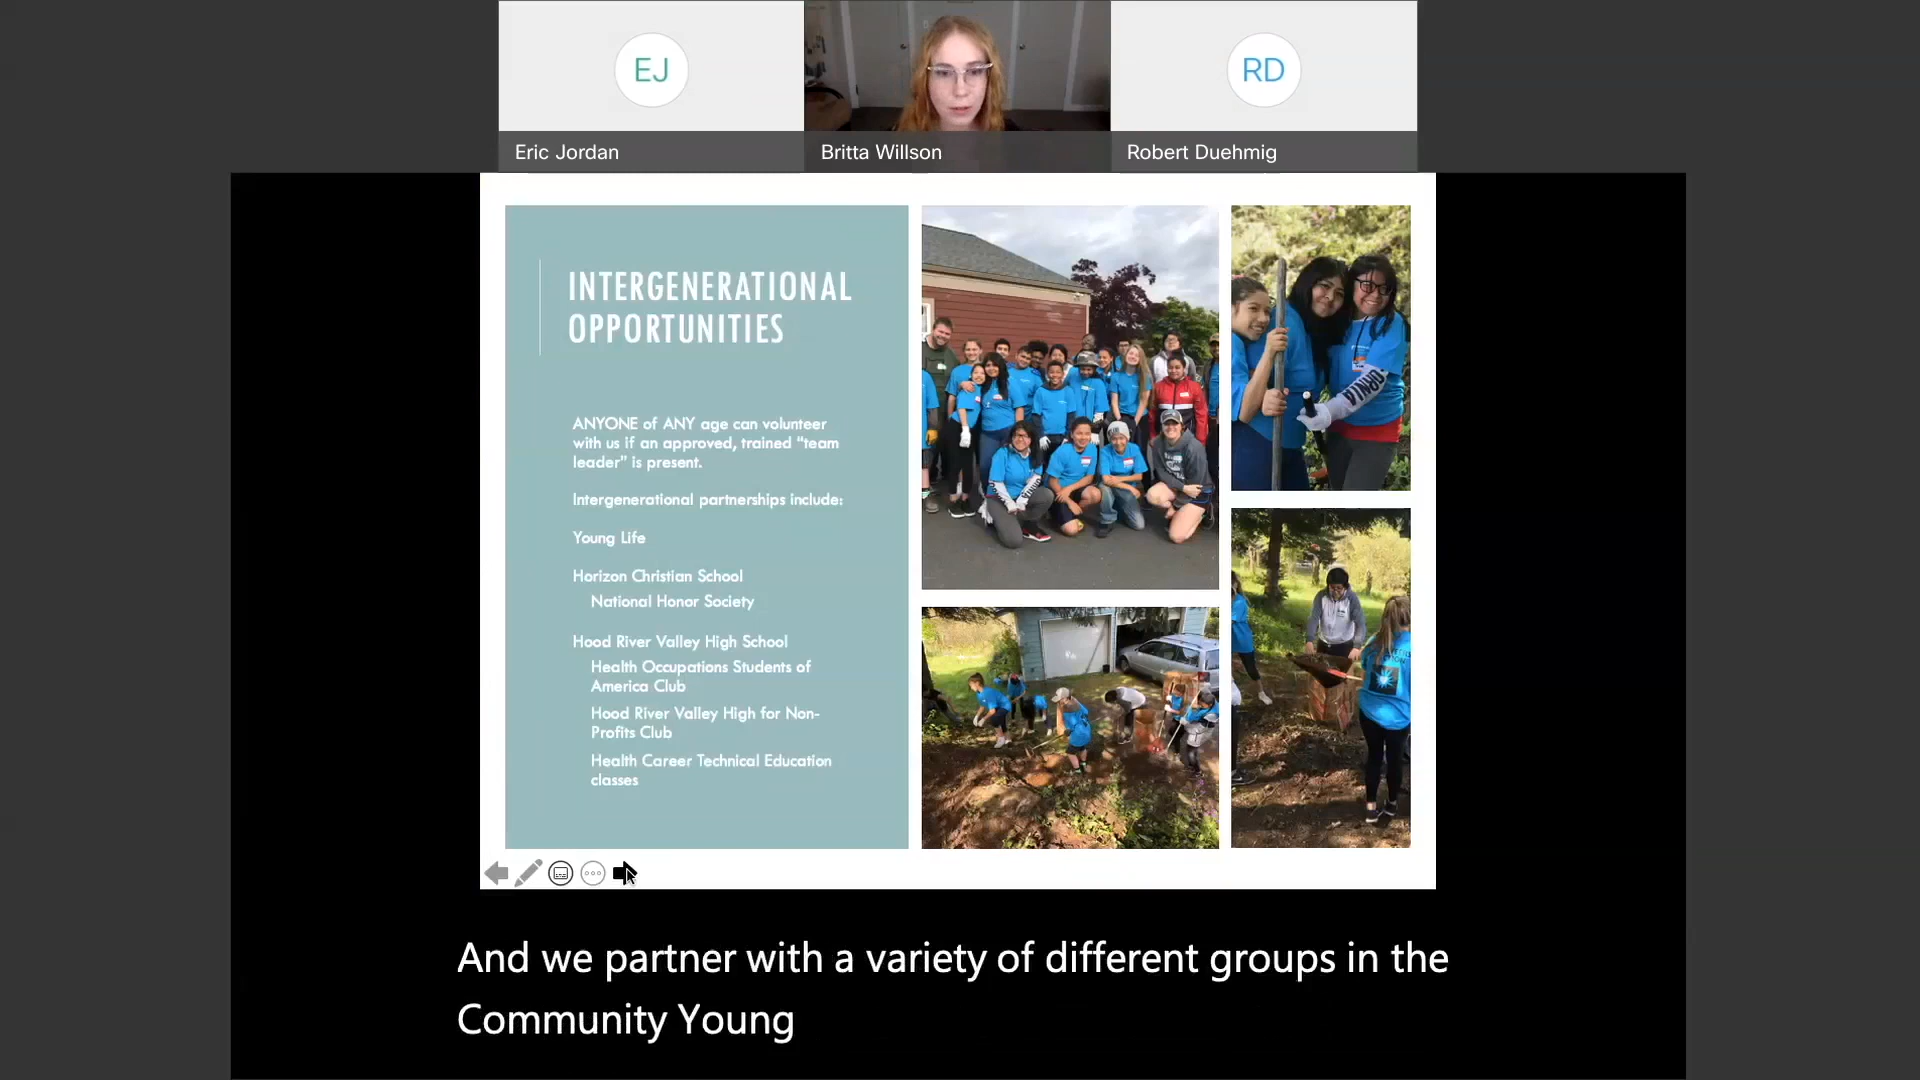 EJ
RD
Eric Jordan
Britta Willson
Robert Duehmig
INTERGENERATIONAL
OPPORTUNITIES
ANYONE of ANY age can volunteer
with us if an approved, trained “team
leader” is present.
Intergenerational partnerships include:
Young Life
Horizon Christian School
National Honor Society
Hood River Valley High School
Health Occupations Students of
America Club
Hood River Valley High for Non-
Profits Club
Health Career Technical Education
classes
And we partner with a variety of different groups in the
Community Young